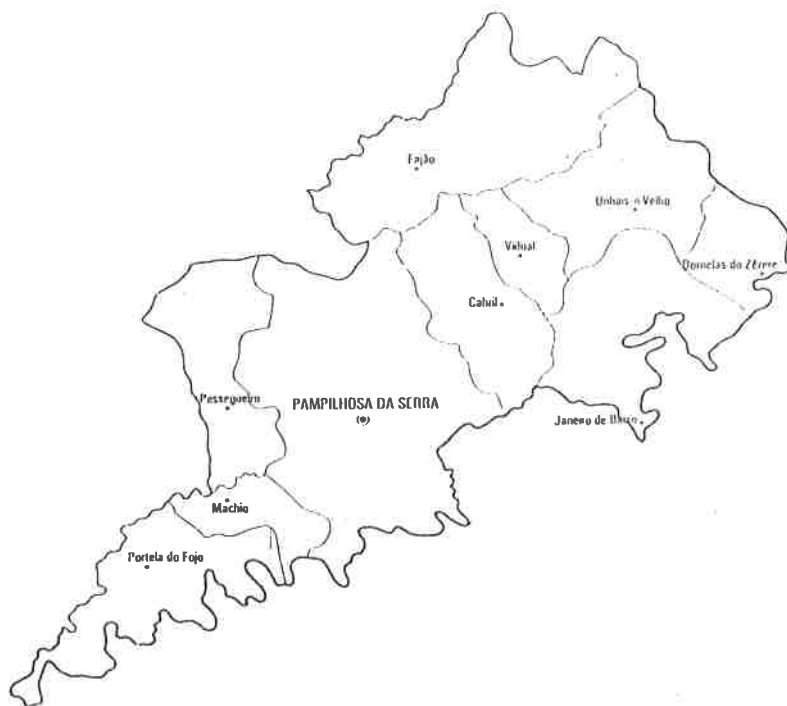 Fajão
Unhais-o Velho
Vidual
Dornelas do Zêzere
Cabril
Pessegueiro
PAMPILHOSA DA SERRA
Janeiro de Baixo
Machio
Portela do Fojo